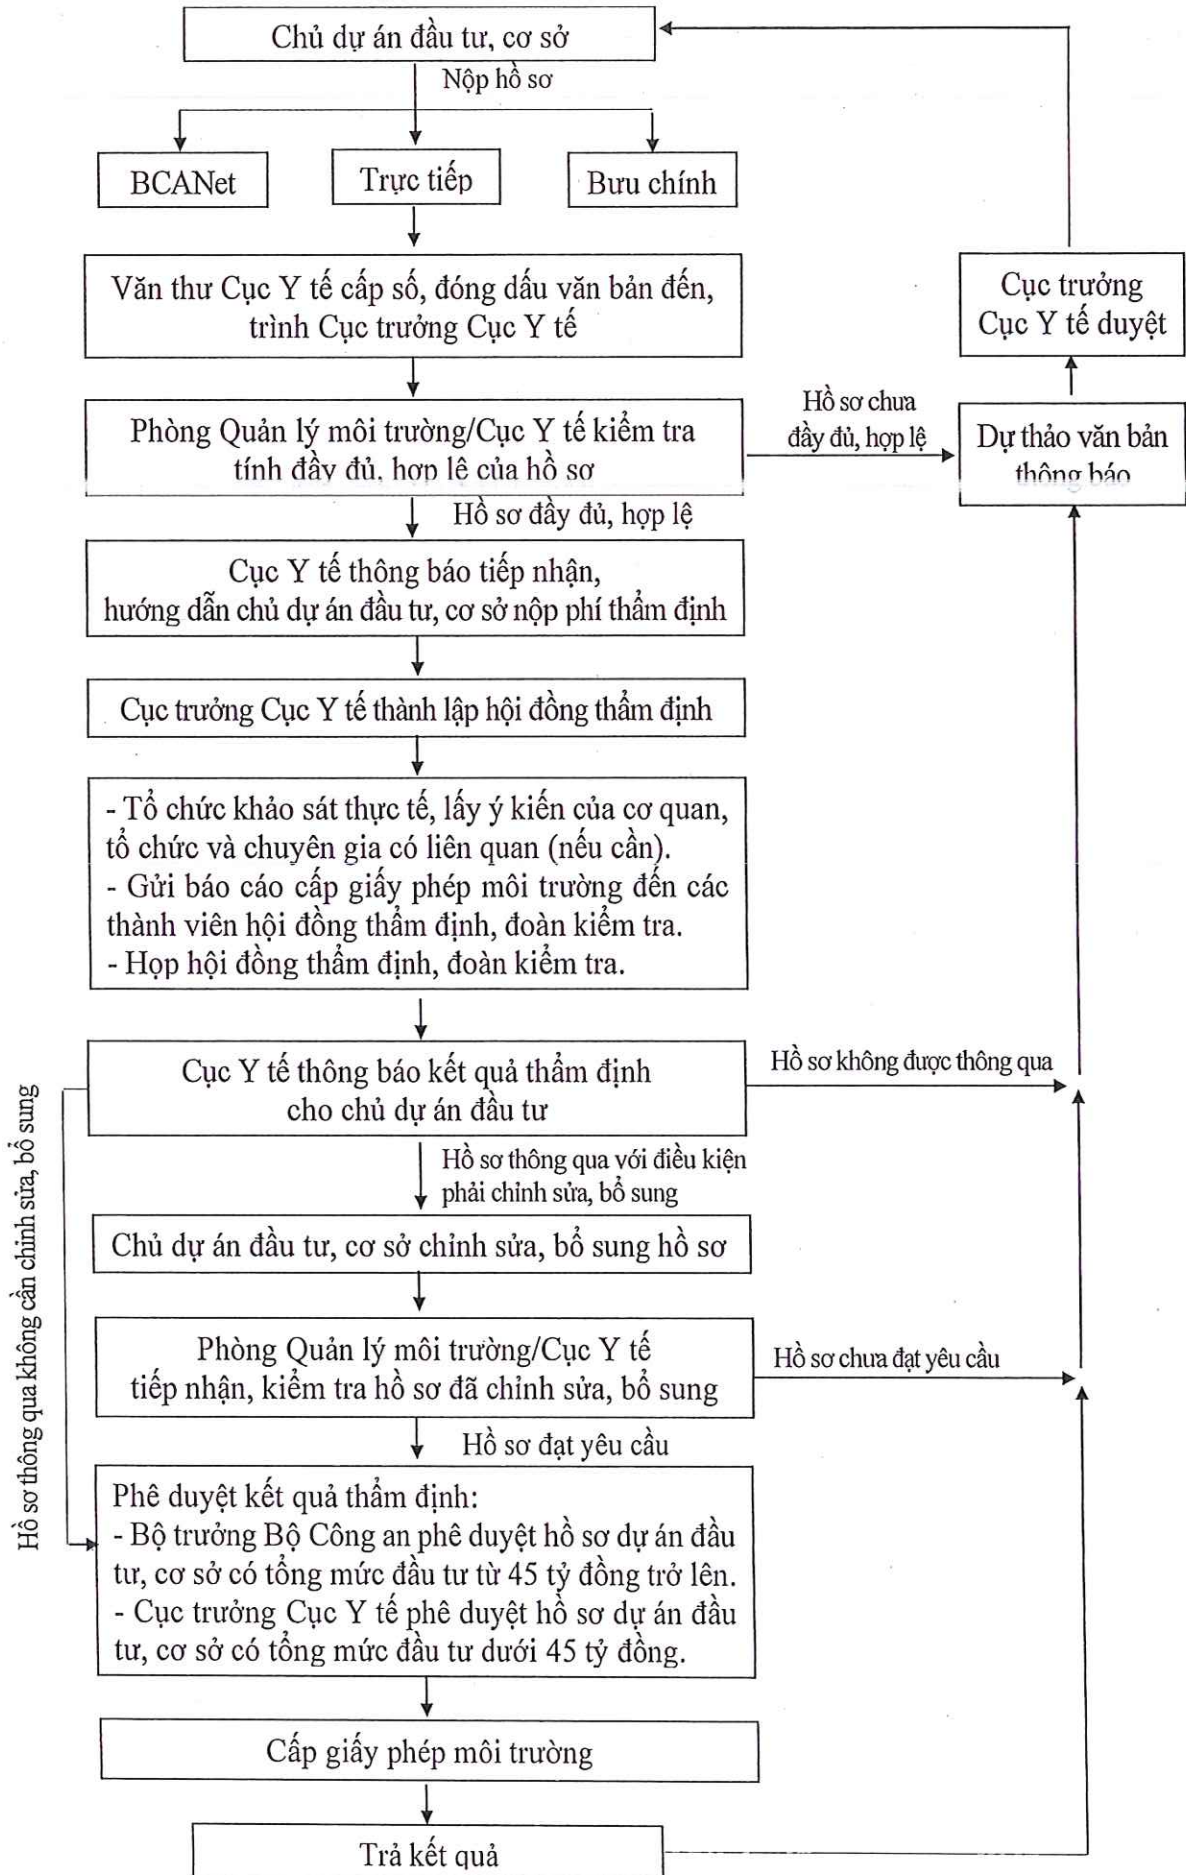 Chủ dự án đầu tư, cơ sở
Nộp hồ sơ
BCANet
Trực tiếp
Bưu chính
Văn thư Cục Y tế cấp số, đóng dấu văn bản đến,
trình Cục trưởng Cục Y tế
Cục trưởng
Cục Y tế duyệt
Phòng Quản lý môi trường/Cục Y tế kiểm tra
tính đầy đủ, hợp lệ của hồ sơ
Hồ sơ chưa
đầy đủ, hợp lệ
Dự thảo văn bản
thông báo
Hồ sơ đầy đủ, hợp lệ
Cục Y tế thông báo tiếp nhận,
hướng dẫn chủ dự án đầu tư, cơ sở nộp phí thẩm định
Cục trưởng Cục Y tế thành lập hội đồng thẩm định
- Tổ chức khảo sát thực tế, lấy ý kiến của cơ quan,
tổ chức và chuyên gia có liên quan (nếu cần).
- Gửi báo cáo cấp giấy phép môi trường đến các
thành viên hội đồng thẩm định, đoàn kiểm tra.
- Họp hội đồng thẩm định, đoàn kiểm tra.
Cục Y tế thông báo kết quả thẩm định
cho chủ dự án đầu tư
Hồ sơ không được thông qua
Hồ sơ thông qua không cần chỉnh sửa, bổ sung
Hồ sơ thông qua với điều kiện
phải chỉnh sửa, bổ sung
Chủ dự án đầu tư, cơ sở chỉnh sửa, bổ sung hồ sơ
Phòng Quản lý môi trường/Cục Y tế
tiếp nhận, kiểm tra hồ sơ đã chỉnh sửa, bổ sung
Hồ sơ chưa đạt yêu cầu
Hồ sơ đạt yêu cầu
Phê duyệt kết quả thẩm định:
- Bộ trưởng Bộ Công an phê duyệt hồ sơ dự án đầu
tư, cơ sở có tổng mức đầu tư từ 45 tỷ đồng trở lên.
- Cục trưởng Cục Y tế phê duyệt hồ sơ dự án đầu
tư, cơ sở có tổng mức đầu tư dưới 45 tỷ đồng.
Cấp giấy phép môi trường
Trả kết quả